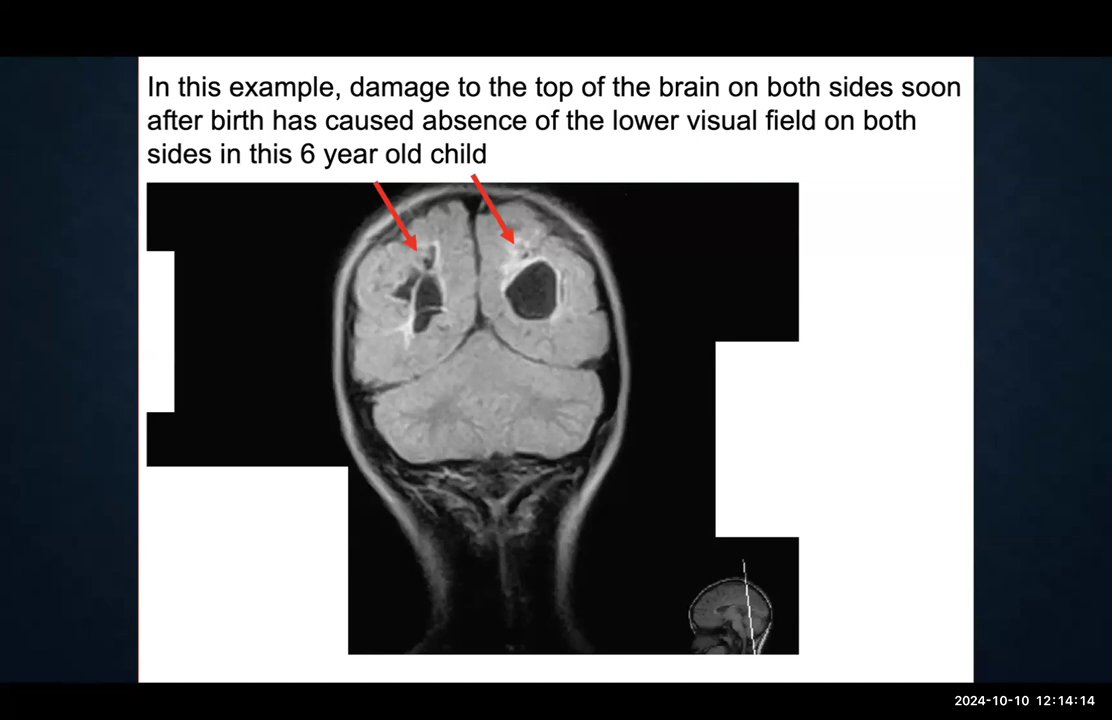 In this example, damage to the top of the brain on both sides soon
after birth has caused absence of the lower visual field on both
sides in this 6 year old child
2024-10-10 12:14:14